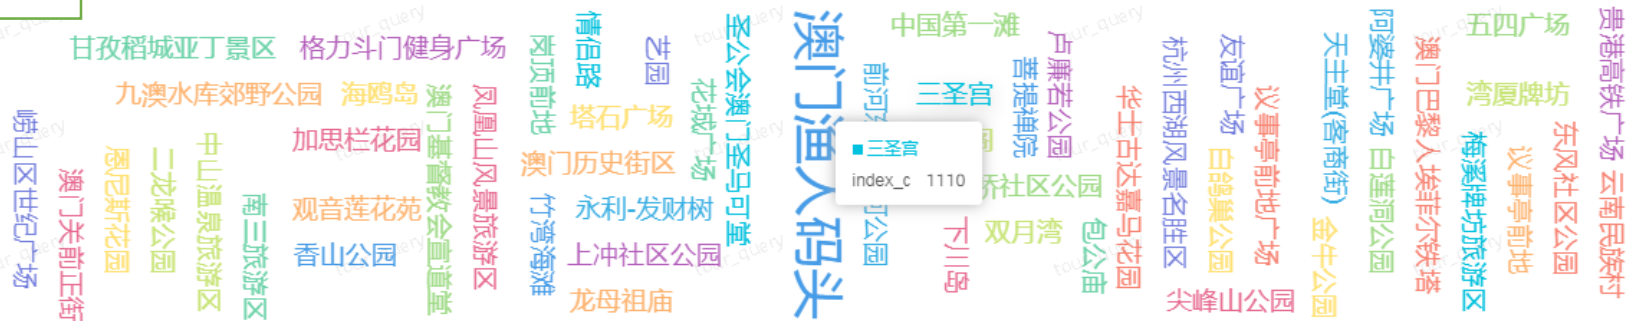 崂山区世纪广场
甘孜稻城亚丁景区
格力斗门健身广场
九澳水库郊野公园
海鸥岛
澳门关前正街
恩尼斯花园
二龙喉公园
中山温泉旅游区
南三旅游区
加思栏花园
观音莲花苑
香山公园
澳门基督教公会宣道堂
凤凰山风景旅游区
岗顶前地
情侣路
艺园
塔石广场
花城广场
澳门历史街区
竹湾海滩
永利-发财树
上冲社区公园
龙母祖庙
圣公会澳门圣马可堂
澳门渔人码头
中国第一滩
三圣宫
三圣宫
index_c 1110
桥社区公园
双月湾
下川岛
菩提禅院
卢廉若公园
包公庙
华士古达嘉马花园
杭州西湖风景名胜区
友谊广场
白鸽巢公园
议事亭前地广场
尖峰山公园
天主堂(客商街)
金牛公园
阿婆井广场
白莲河公园
澳门巴黎人埃菲尔铁塔
五四广场
湾厦牌坊
梅溪牌坊旅游区
议事亭前地
东风社区公园
贵港高铁广场
云南民族村
tour_query